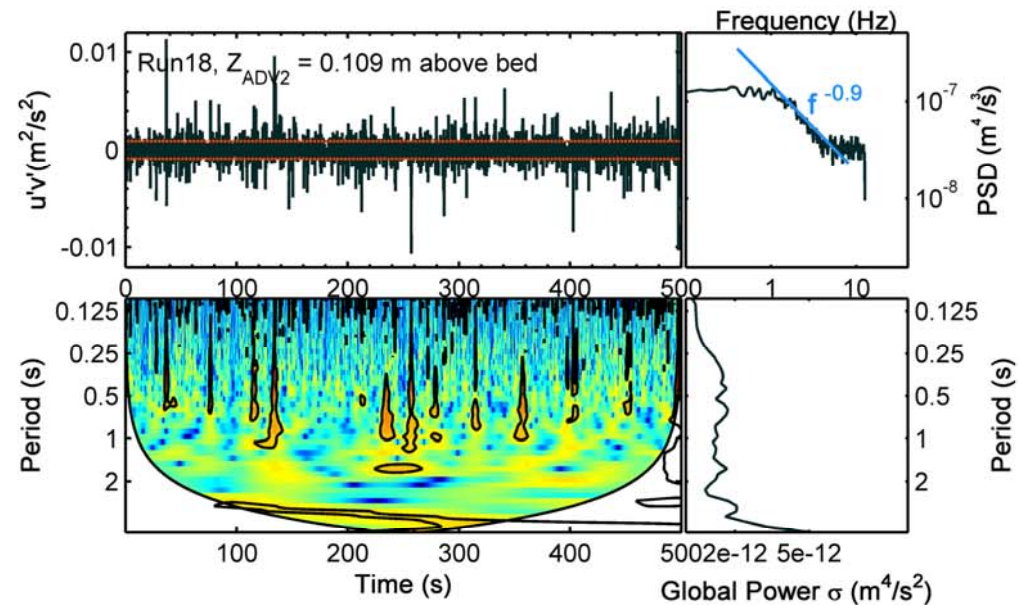 Frequency (Hz)
Run18, Z_ADV2 = 0.109 m above bed
0.01
0
-0.01
u'v'(m²/s²)
f -0.9
10⁻⁷
10⁻⁸
PSD (m⁴/³/s)
0 100 200 300 400 500
0 1 10
0.125
0.25
0.5
1
2
Period (s)
0.125
0.25
0.5
1
2
Period (s)
100 200 300 400 500
02e-12 5e-12
Time (s)
Global Power σ (m⁴/s²)